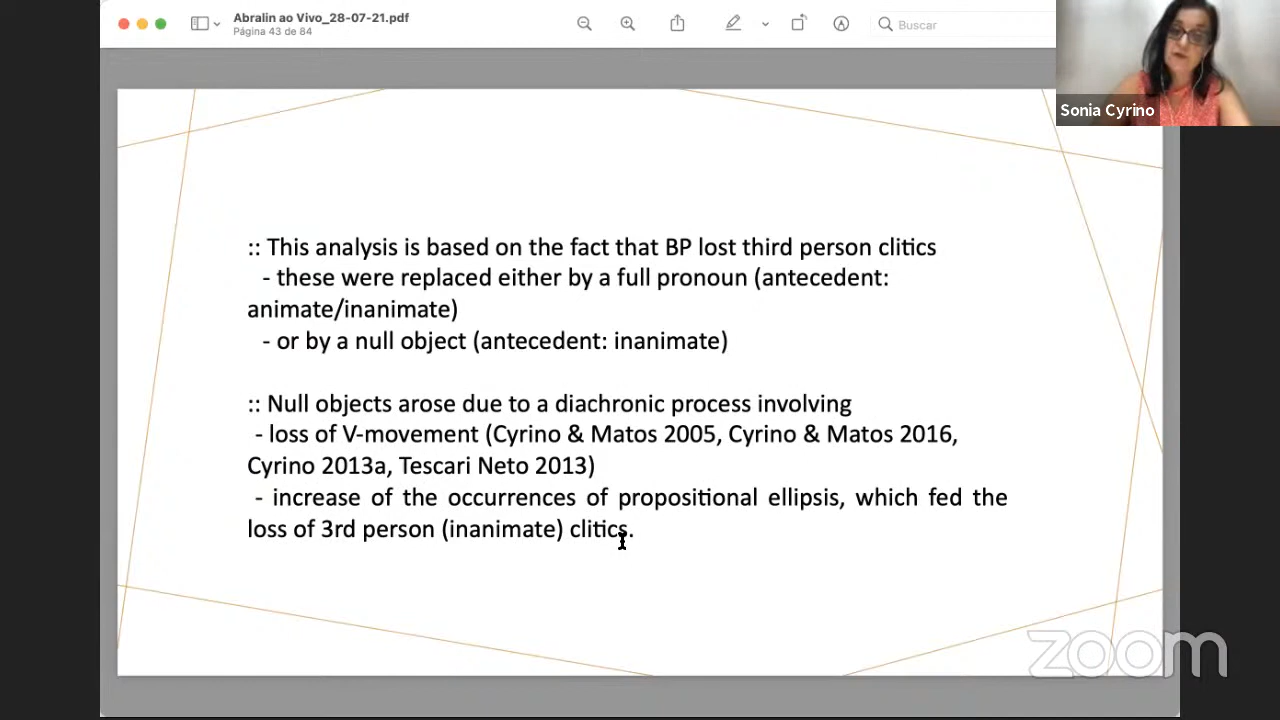 Abralin ao Vivo_28-07-21.pdf
Página 43 de 84
Buscar
Sonia Cyrino
:: This analysis is based on the fact that BP lost third person clitics
- these were replaced either by a full pronoun (antecedent:
animate/inanimate)
- or by a null object (antecedent: inanimate)
:: Null objects arose due to a diachronic process involving
- loss of V-movement (Cyrino & Matos 2005, Cyrino & Matos 2016,
Cyrino 2013a, Tescari Neto 2013)
- increase of the occurrences of propositional ellipsis, which fed the
loss of 3rd person (inanimate) clitics.
zoom